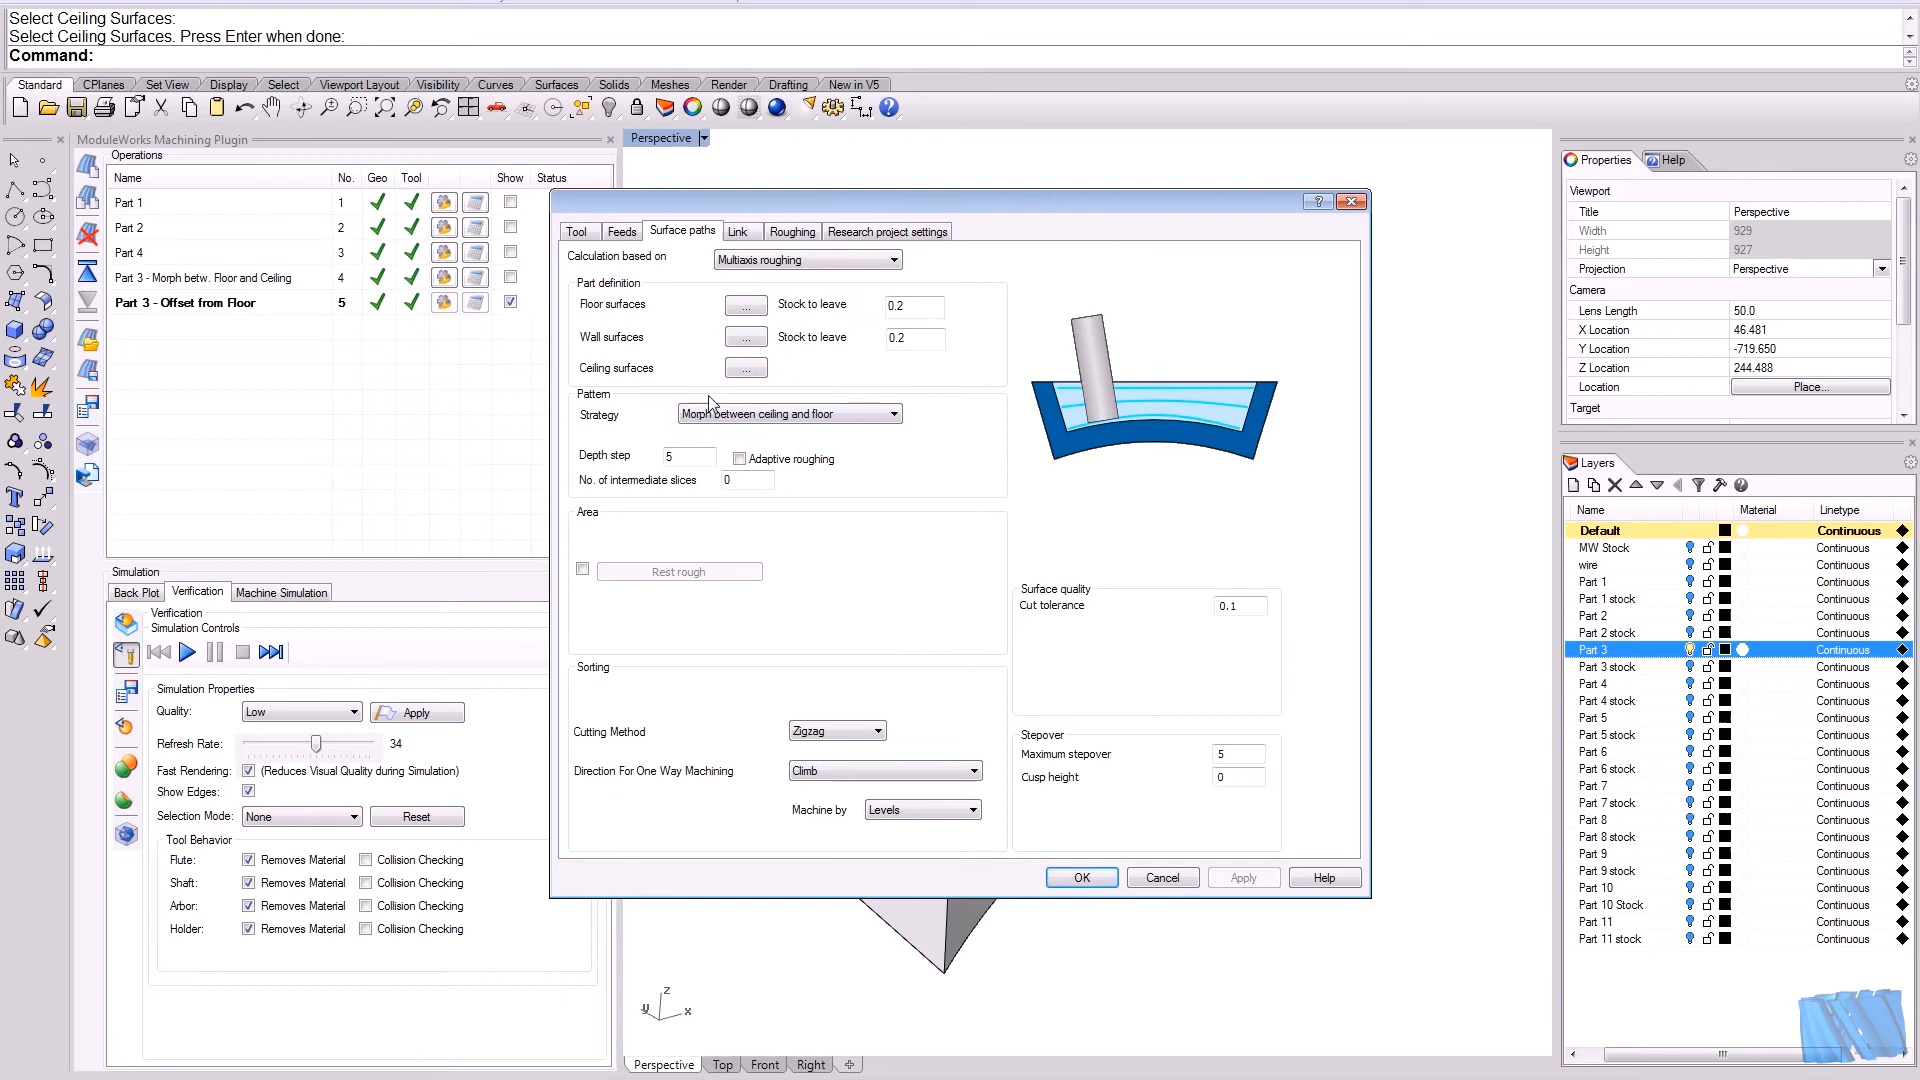 Select Ceiling Surfaces:
Select Ceiling Surfaces. Press Enter when done:
Command:
Standard CPlanes Set View Display Select Viewport Layout Visibility Curves Surfaces Solids Meshes Render Drafting New in V5
ModuleWorks Machining Plugin
Operations
Name No. Geo Tool Show Status
Part 1 1
Part 2 2
Part 4 3
Part 3 - Morph betw. Floor and Ceiling 4
Part 3 - Offset from Floor 5
Simulation
Back Plot Verification Machine Simulation
Verification
Simulation Controls
Simulation Properties
Quality: Low Apply
Refresh Rate: 34
Fast Rendering: (Reduces Visual Quality during Simulation)
Show Edges:
Selection Mode: None Reset
Tool Behavior
Flute: Removes Material Collision Checking
Shaft: Removes Material Collision Checking
Arbor: Removes Material Collision Checking
Holder: Removes Material Collision Checking
Perspective
Tool Feeds Surface paths Link Roughing Research project settings
Calculation based on Multiaxis roughing
Part definition
Floor surfaces ... Stock to leave 0.2
Wall surfaces ... Stock to leave 0.2
Ceiling surfaces ...
Pattern
Strategy Morph between ceiling and floor
Depth step 5 Adaptive roughing
No. of intermediate slices 0
Area
Rest rough
Sorting
Cutting Method Zigzag
Direction For One Way Machining Climb
Machine by Levels
Surface quality
Cut tolerance 0.1
Stepover
Maximum stepover 5
Cusp height 0
OK Cancel Apply Help
z
y
x
Perspective Top Front Right
Properties Help
Viewport
Title Perspective
Width 929
Height 927
Projection Perspective
Camera
Lens Length 50.0
X Location 46.481
Y Location -719.650
Z Location 244.488
Location Place...
Target
Layers
Name Material Linetype
Default Continuous
MW Stock Continuous
wire Continuous
Part 1 Continuous
Part 1 stock Continuous
Part 2 Continuous
Part 2 stock Continuous
Part 3 Continuous
Part 3 stock Continuous
Part 4 Continuous
Part 4 stock Continuous
Part 5 Continuous
Part 5 stock Continuous
Part 6 Continuous
Part 6 stock Continuous
Part 7 Continuous
Part 7 stock Continuous
Part 8 Continuous
Part 8 stock Continuous
Part 9 Continuous
Part 9 stock Continuous
Part 10 Continuous
Part 10 Stock Continuous
Part 11 Continuous
Part 11 stock Continuous